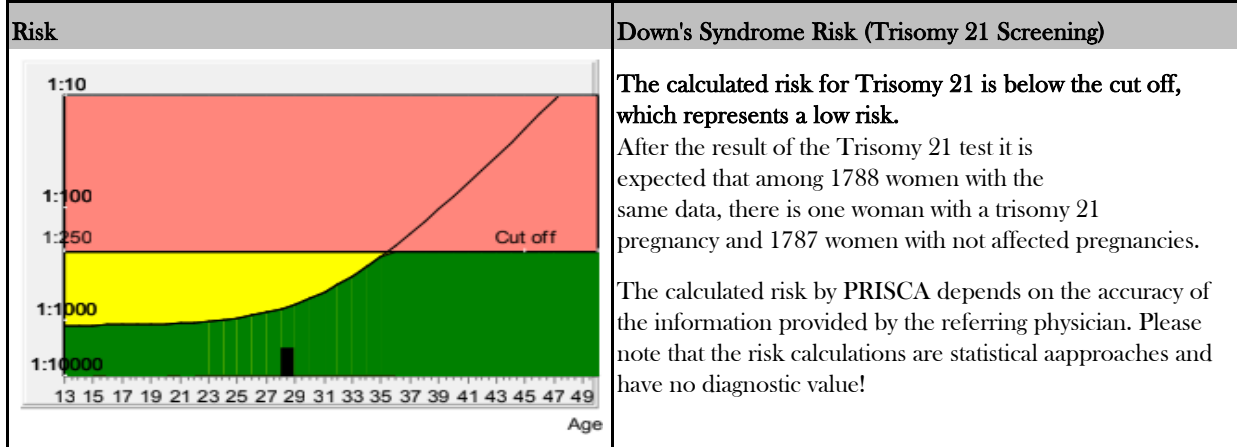 Risk
1:10
1:100
1:250
Cut off
1:1000
1:10000
13 15 17 19 21 23 25 27 29 31 33 35 37 39 41 43 45 47 49
Age
Down's Syndrome Risk (Trisomy 21 Screening)
The calculated risk for Trisomy 21 is below the cut off,
which represents a low risk.
After the result of the Trisomy 21 test it is
expected that among 1788 women with the
same data, there is one woman with a trisomy 21
pregnancy and 1787 women with not affected pregnancies.
The calculated risk by PRISCA depends on the accuracy of
the information provided by the referring physician. Please
note that the risk calculations are statistical aapproaches and
have no diagnostic value!